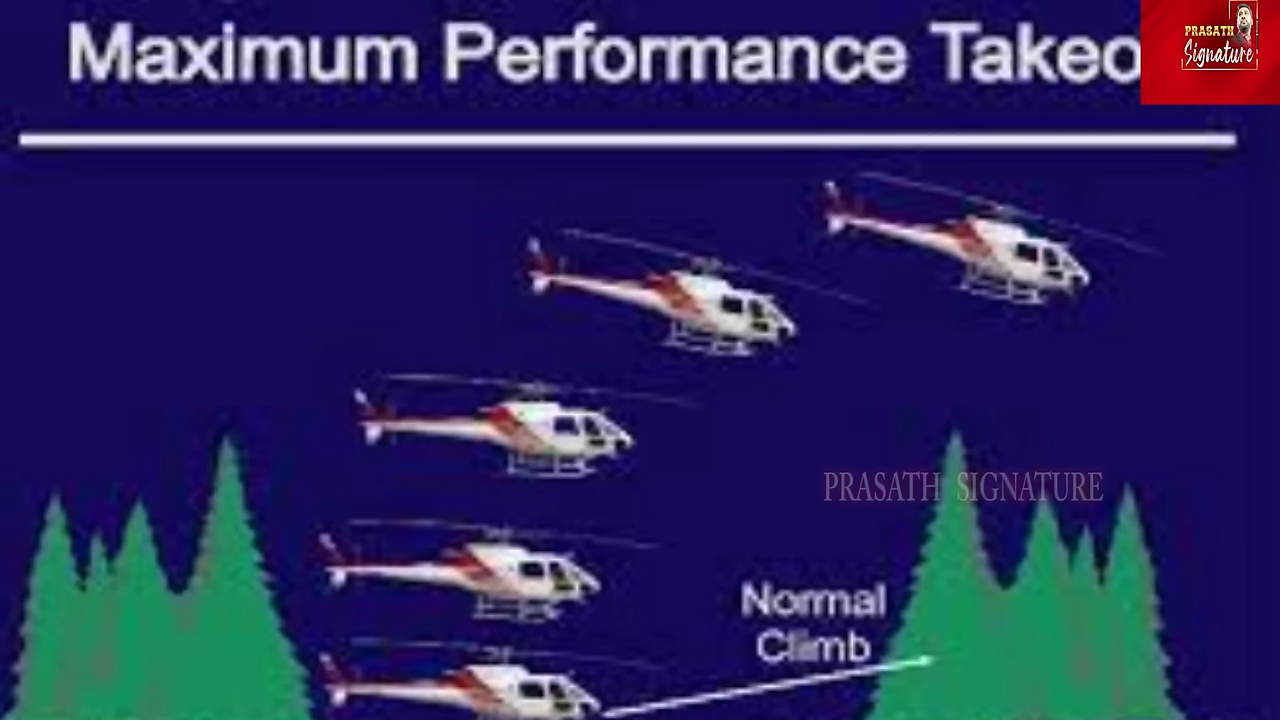 Maximum Performance Takeo
PRASATH
Signature
PRASATH SIGNATURE
Normal
Climb